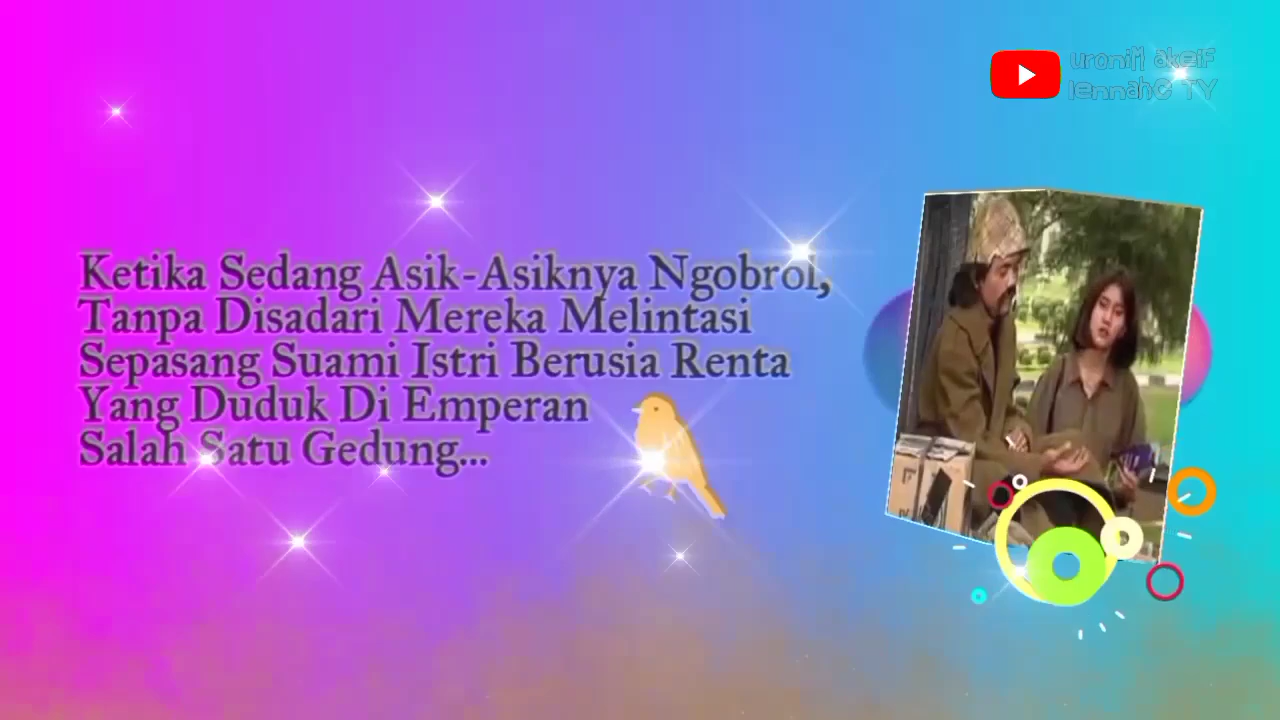 Ketika Sedang Asik-Asiknya Ngobrol,
Tanpa Disadari Mereka Melintasi
Sepasang Suami Istri Berusia Renta
Yang Duduk Di Emperan
Salah Satu Gedung...